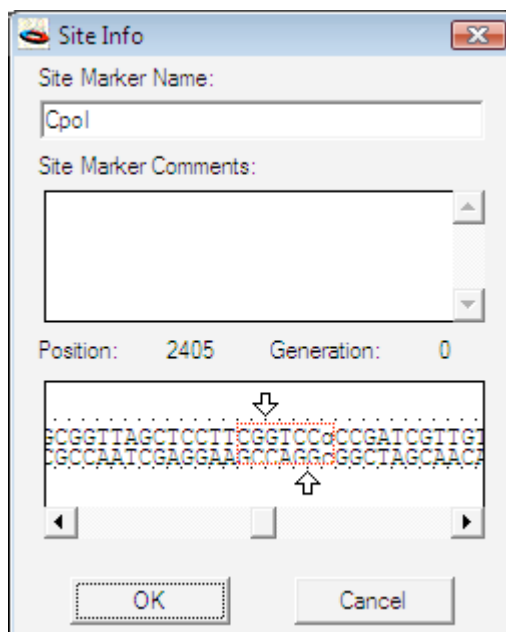 Site Info
Site Marker Name:
CpoI
Site Marker Comments:
Position: 2405 Generation: 0
GCGGTTAGCTCCTTCGGTCCgCCGATCGTTGT
CGCCAATCGAGGAAGCCAGGcGGCTAGCAACA
OK Cancel